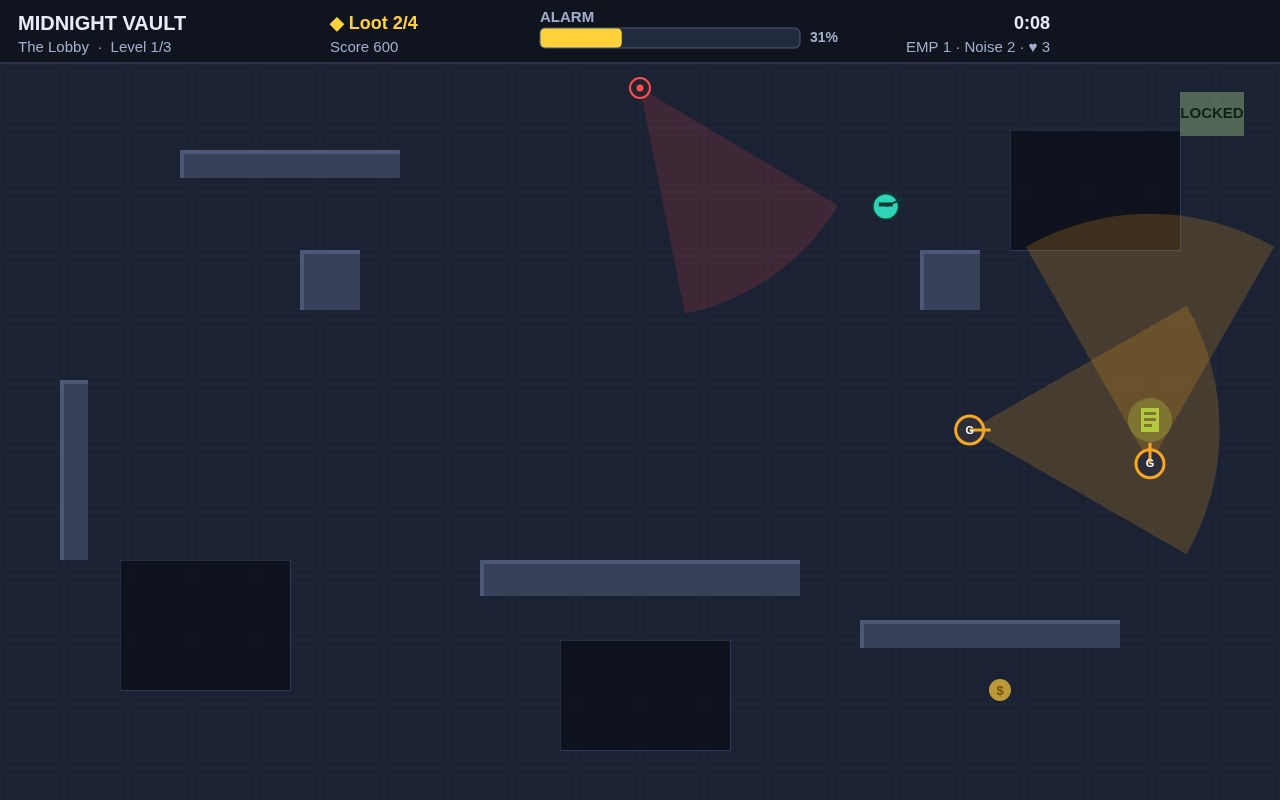 MIDNIGHT VAULT
The Lobby · Level 1/3
◆ Loot 2/4
Score 600
ALARM
31%
0:08
EMP 1 · Noise 2 · ♥ 3
LOCKED
G
G
$